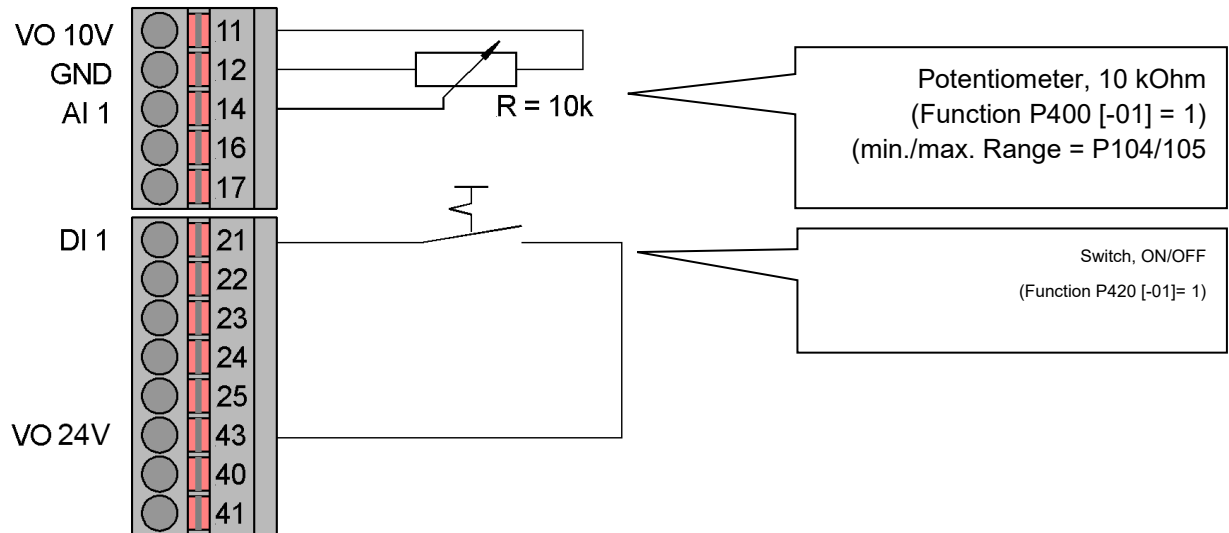 VO 10V 11
GND 12
AI 1 14
16
17
R = 10k
Potentiometer, 10 kOhm
(Function P400 [-01] = 1)
(min./max. Range = P104/105
DI 1 21
22
23
24
25
VO 24V 43
40
41
Switch, ON/OFF
(Function P420 [-01]= 1)